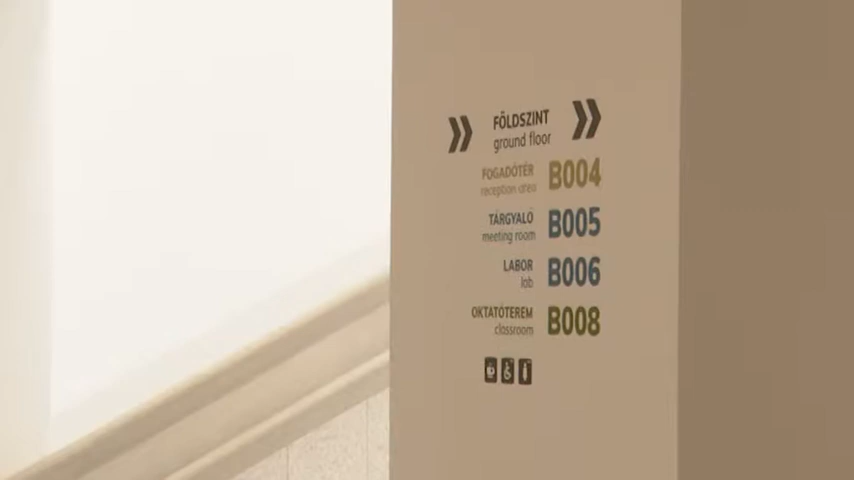 FÖLDSZINT
ground floor
FOGADÓTÉR
reception area
B004
TÁRGYALÓ
meeting room
B005
LABOR
lab
B006
OKTATÓTEREM
classroom
B008